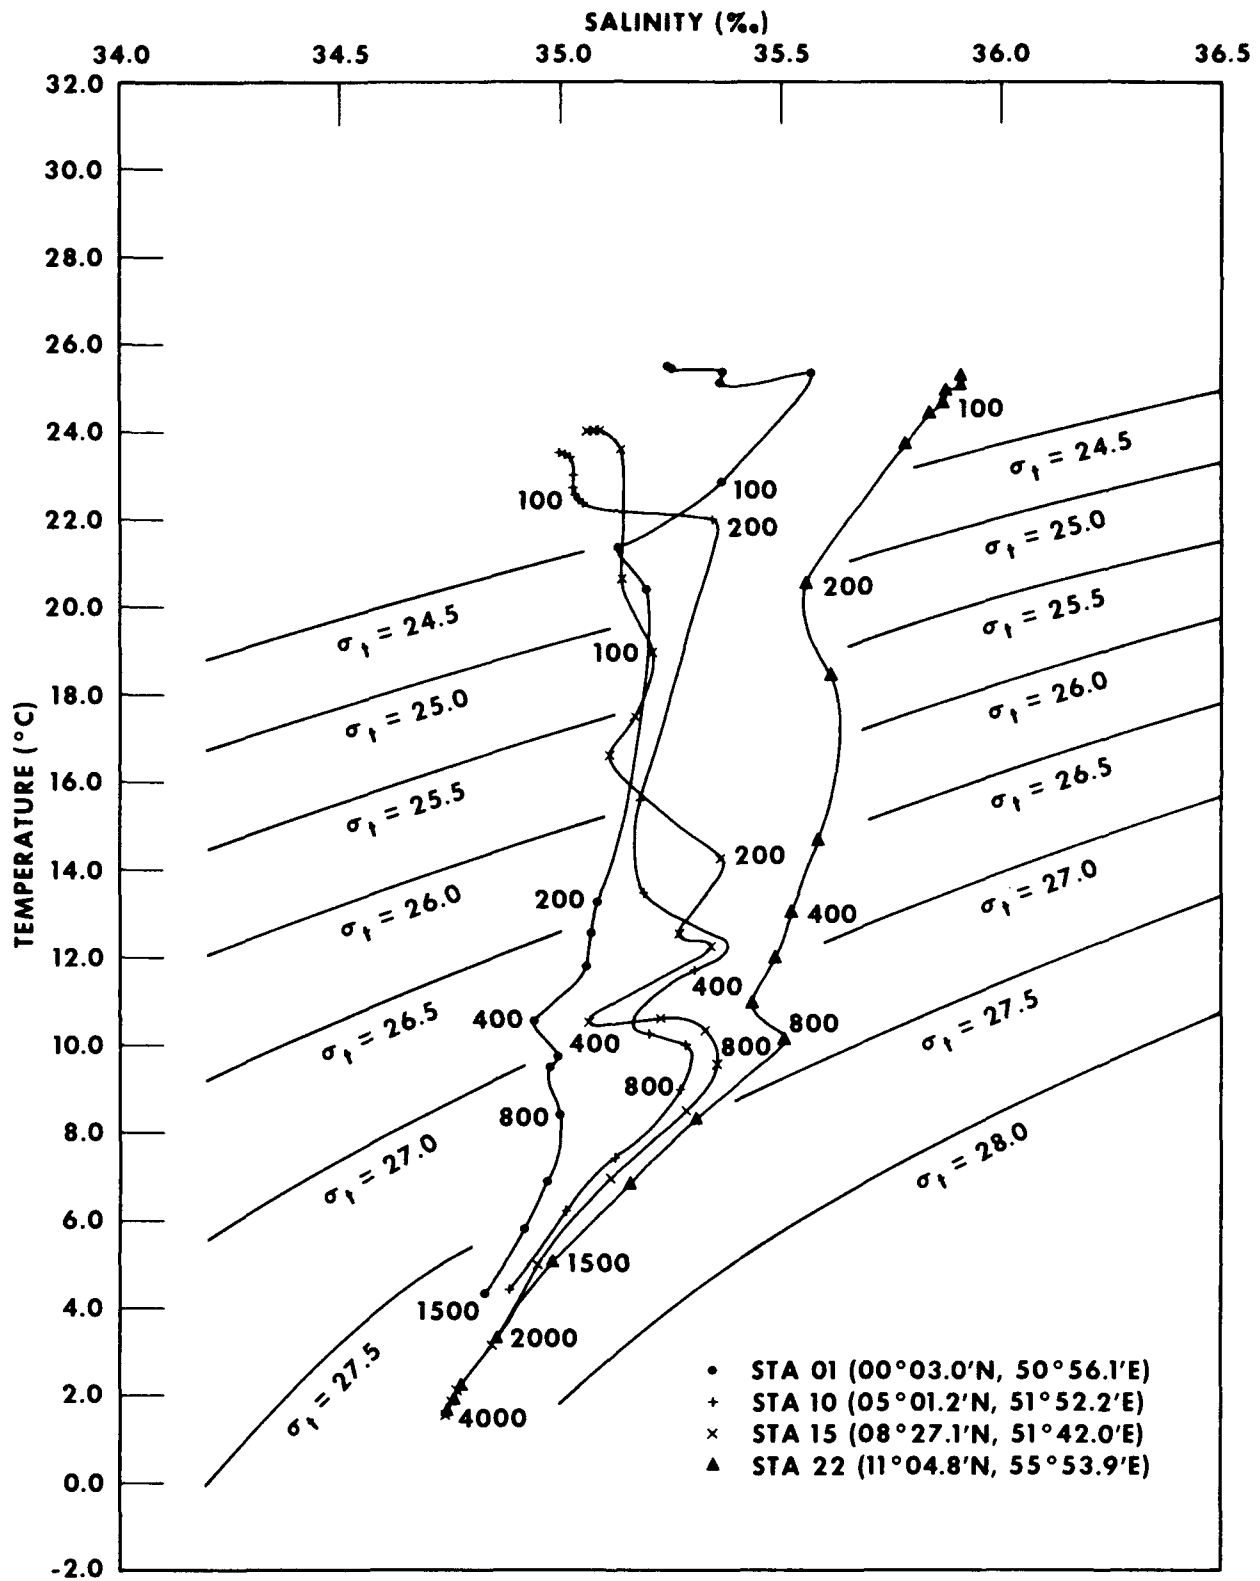 SALINITY (‰)
34.0 34.5 35.0 35.5 36.0 36.5
TEMPERATURE (°C)
32.0
30.0
28.0
26.0
24.0
22.0
20.0
18.0
16.0
14.0
12.0
10.0
8.0
6.0
4.0
2.0
0.0
-2.0
100
σt = 24.5
100
100
200
σt = 25.0
200
σt = 24.5
σt = 25.5
100
σt = 25.0
σt = 26.0
σt = 25.5
σt = 26.5
200
σt = 26.0
200
400
σt = 27.0
400
σt = 26.5
400
400
800
800
σt = 27.5
800
800
σt = 27.0
σt = 28.0
1500
1500
2000
σt = 27.5
4000
• STA 01 (00°03.0'N, 50°56.1'E)
+ STA 10 (05°01.2'N, 51°52.2'E)
× STA 15 (08°27.1'N, 51°42.0'E)
▲ STA 22 (11°04.8'N, 55°53.9'E)